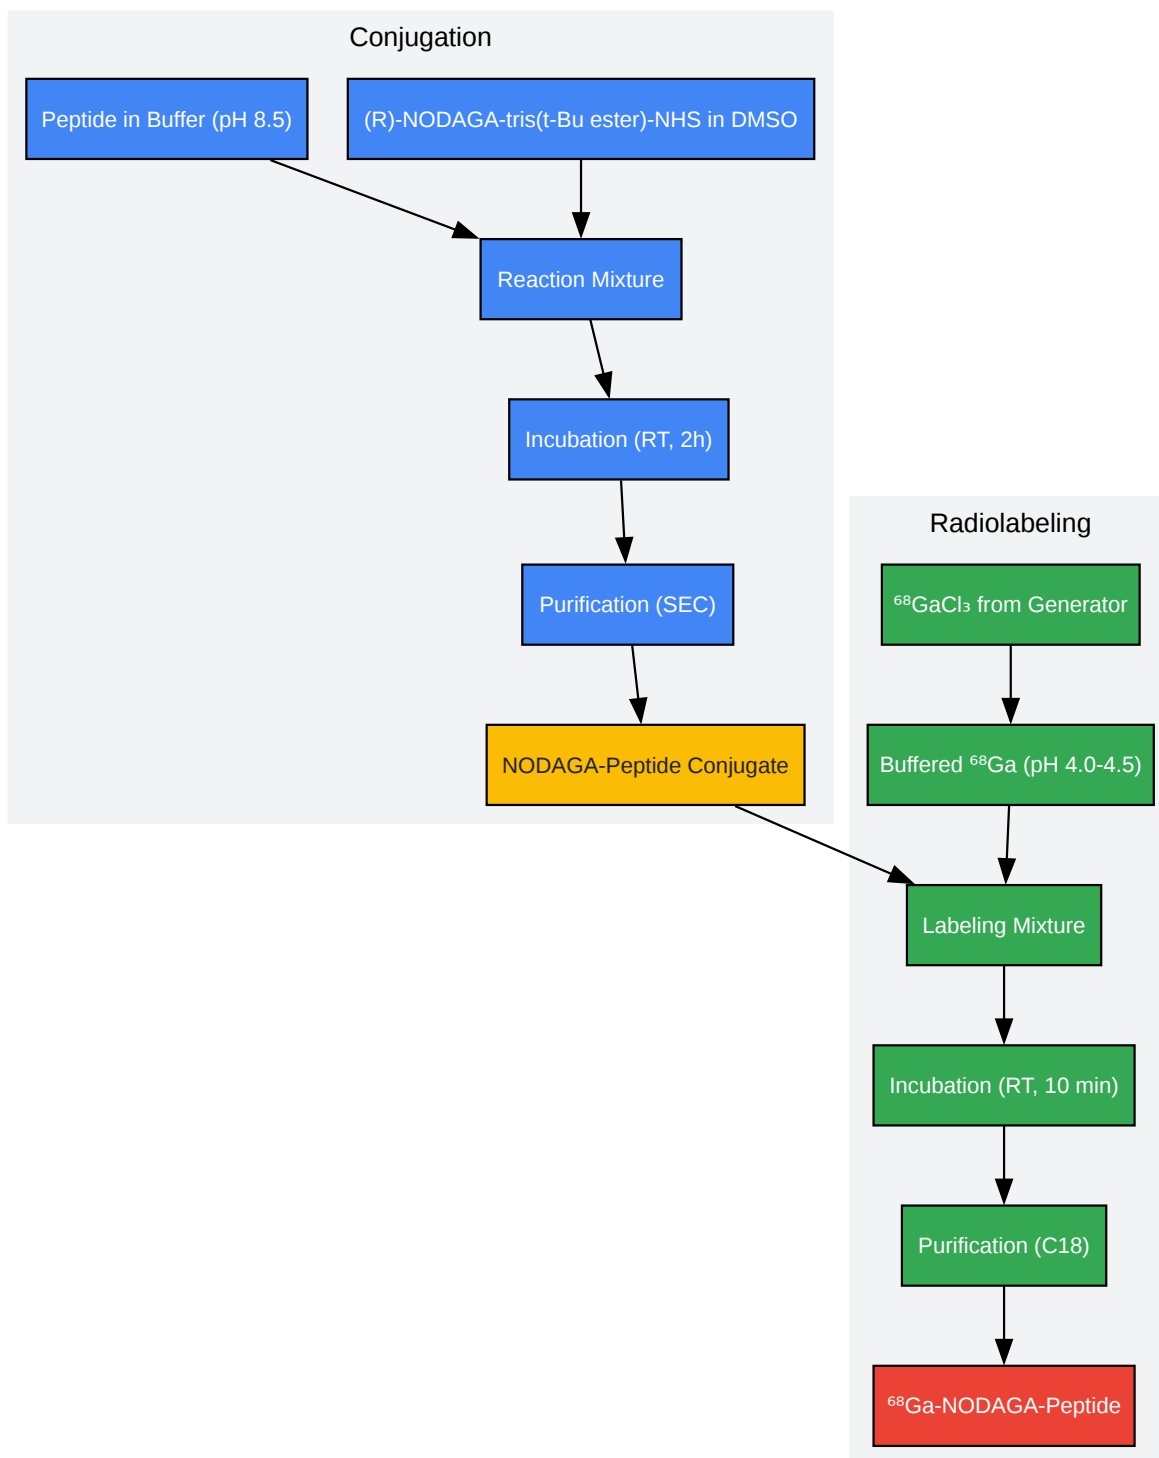 Conjugation
Peptide in Buffer (pH 8.5)
(R)-NODAGA-tris(t-Bu ester)-NHS in DMSO
Reaction Mixture
Incubation (RT, 2h)
Purification (SEC)
NODAGA-Peptide Conjugate
Radiolabeling
⁶⁸GaCl₃ from Generator
Buffered ⁶⁸Ga (pH 4.0-4.5)
Labeling Mixture
Incubation (RT, 10 min)
Purification (C18)
⁶⁸Ga-NODAGA-Peptide